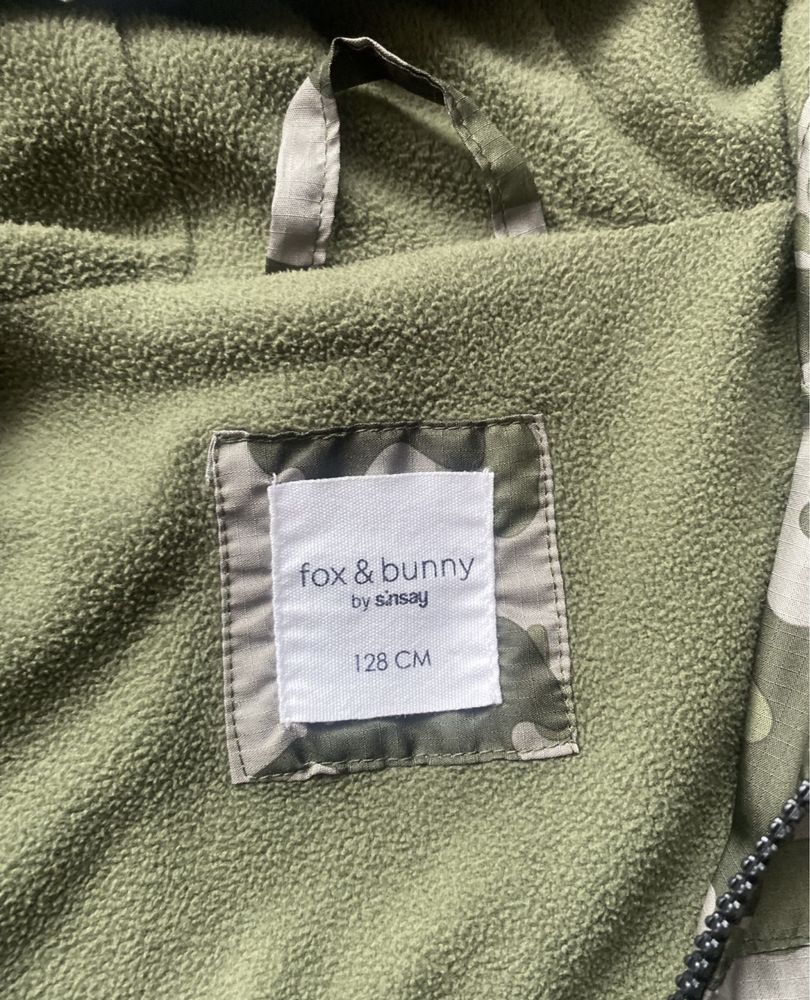 fox & bunny
by sinsay
128 CM